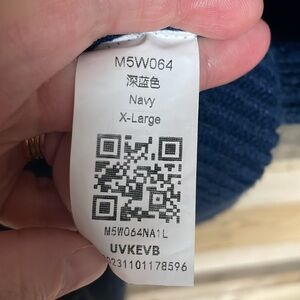 M5W064
深蓝色
Navy
X-Large
M5W064NA1L
UVKEVB
0231101178596